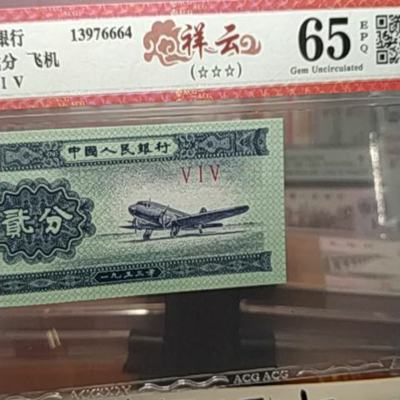 银行 13976664 祥云 65 EPQ
分 飞机 (☆☆☆) Gem Uncirculated
I V
中國人民銀行
V I V
貳分
一九五三年
ACG ACG